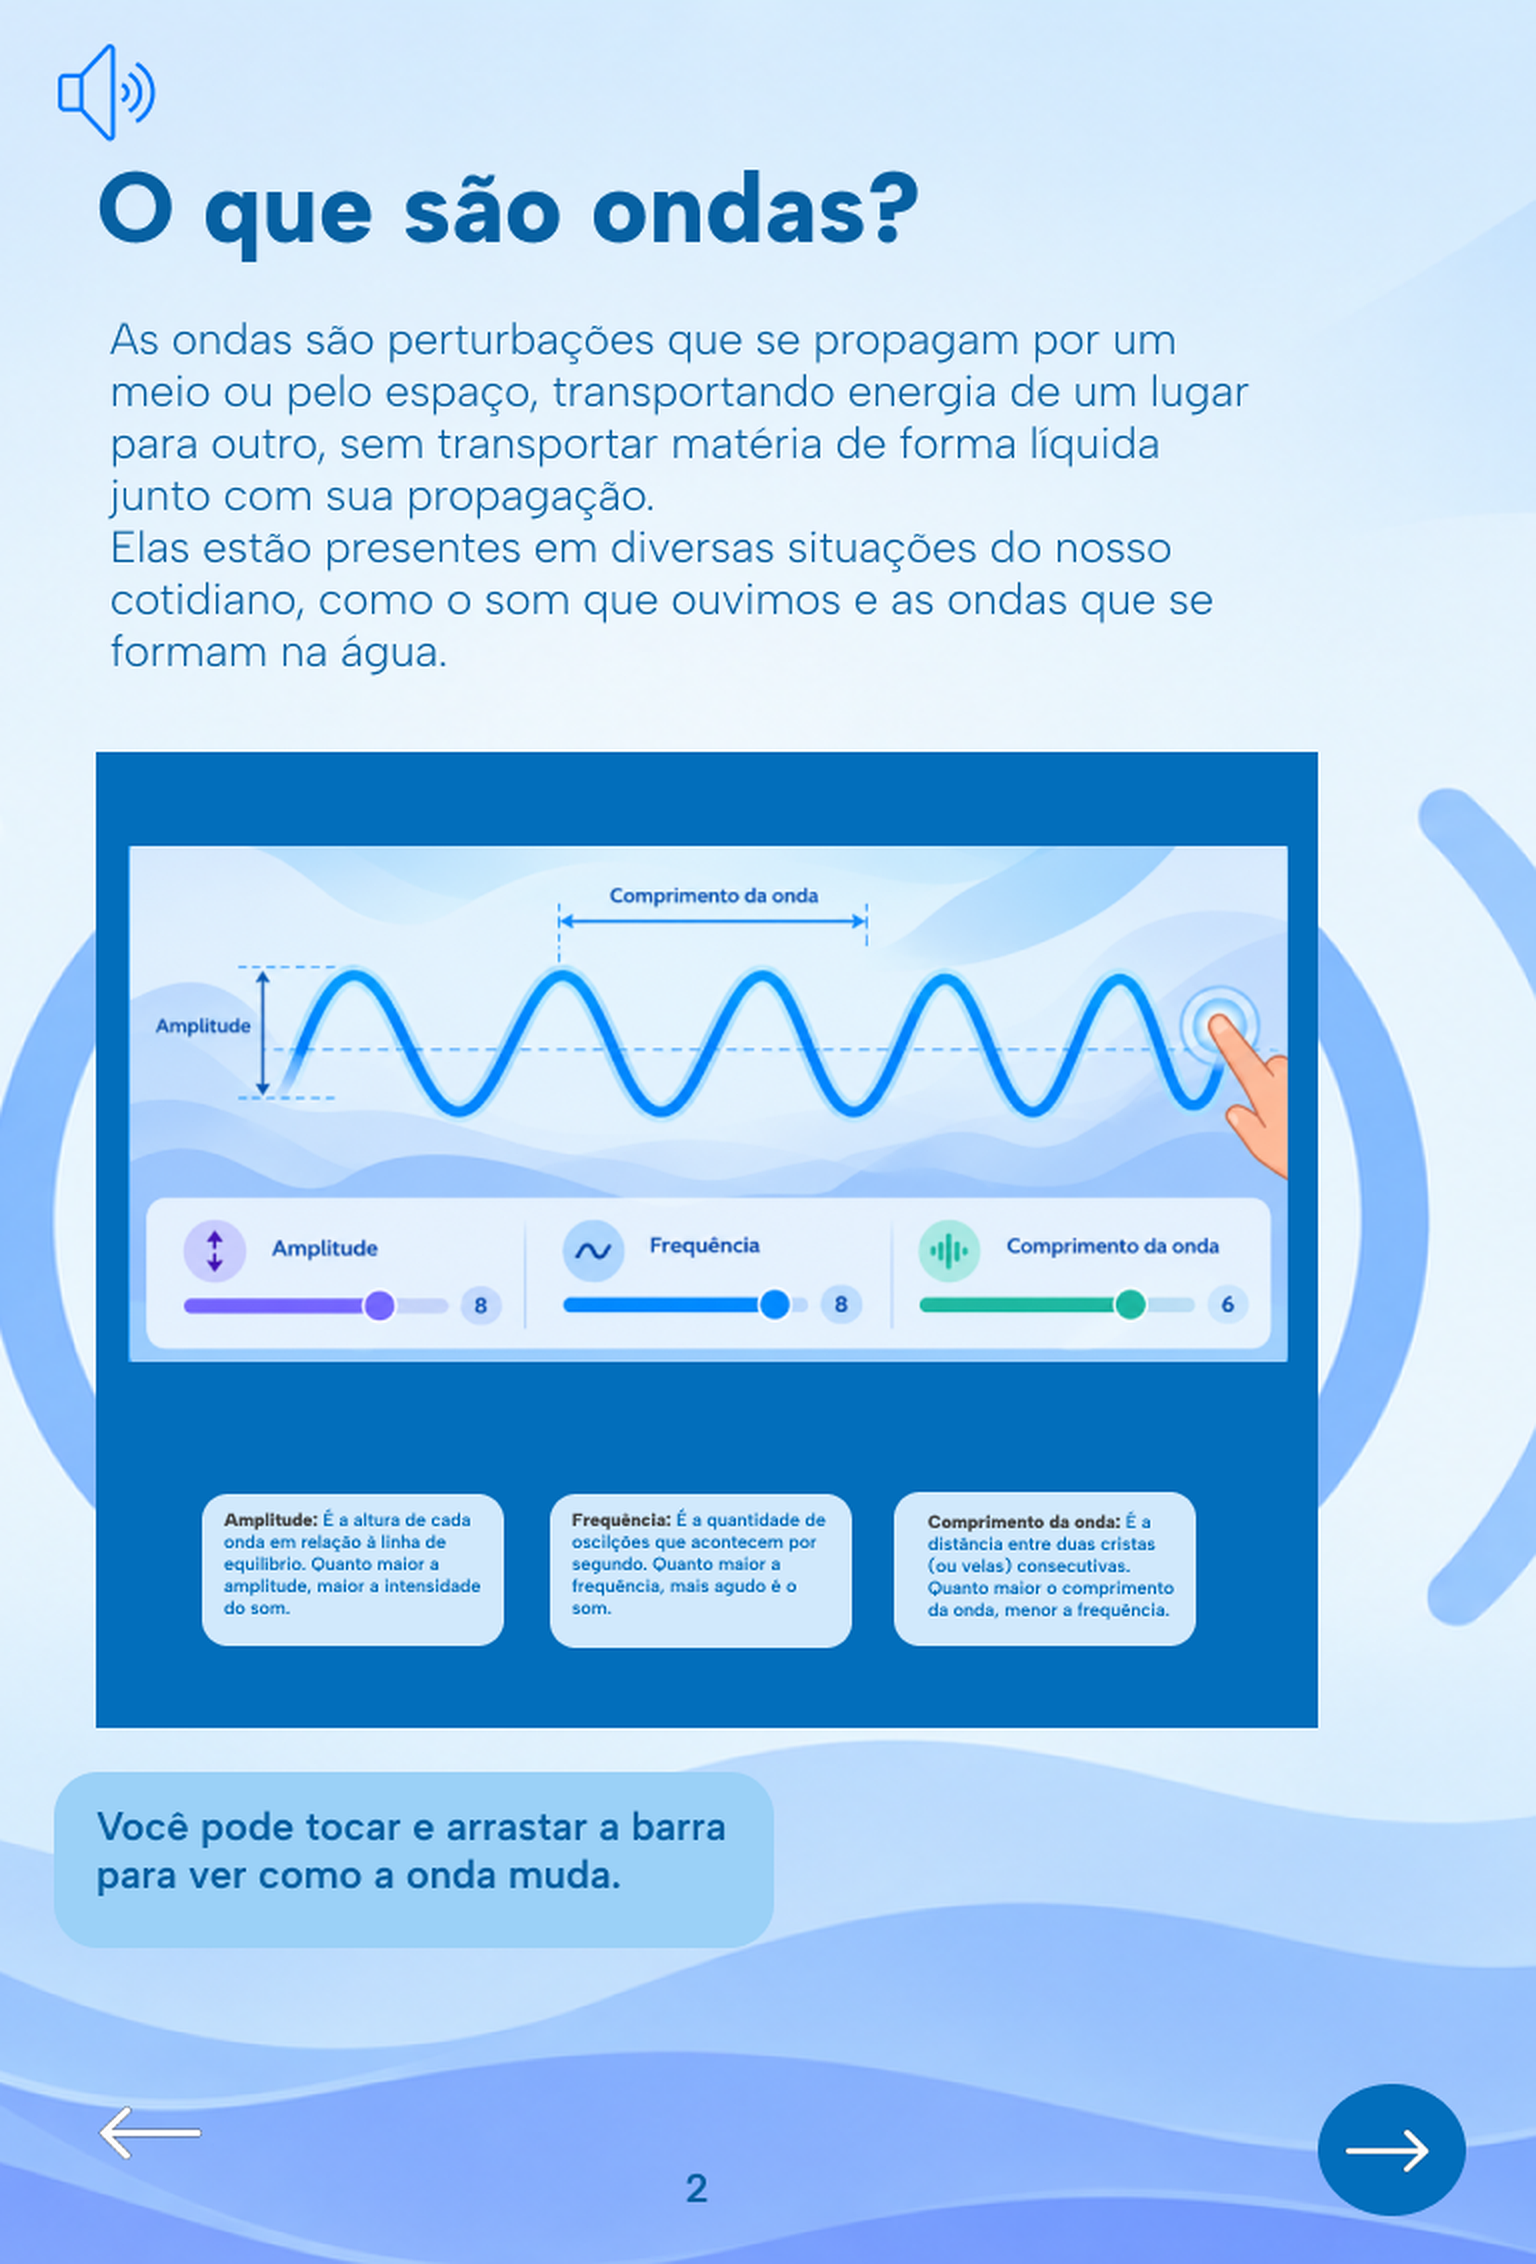 O que são ondas?
As ondas são perturbações que se propagam por um
meio ou pelo espaço, transportando energia de um lugar
para outro, sem transportar matéria de forma líquida
junto com sua propagação.
Elas estão presentes em diversas situações do nosso
cotidiano, como o som que ouvimos e as ondas que se
formam na água.
Comprimento da onda
Amplitude
Amplitude
8
Frequência
8
Comprimento da onda
6
Amplitude: É a altura de cada
onda em relação à linha de
equilibrio. Quanto maior a
amplitude, maior a intensidade
do som.
Frequência: É a quantidade de
oscilções que acontecem por
segundo. Quanto maior a
frequência, mais agudo é o
som.
Comprimento da onda: É a
distância entre duas cristas
(ou velas) consecutivas.
Quanto maior o comprimento
da onda, menor a frequência.
Você pode tocar e arrastar a barra
para ver como a onda muda.
2